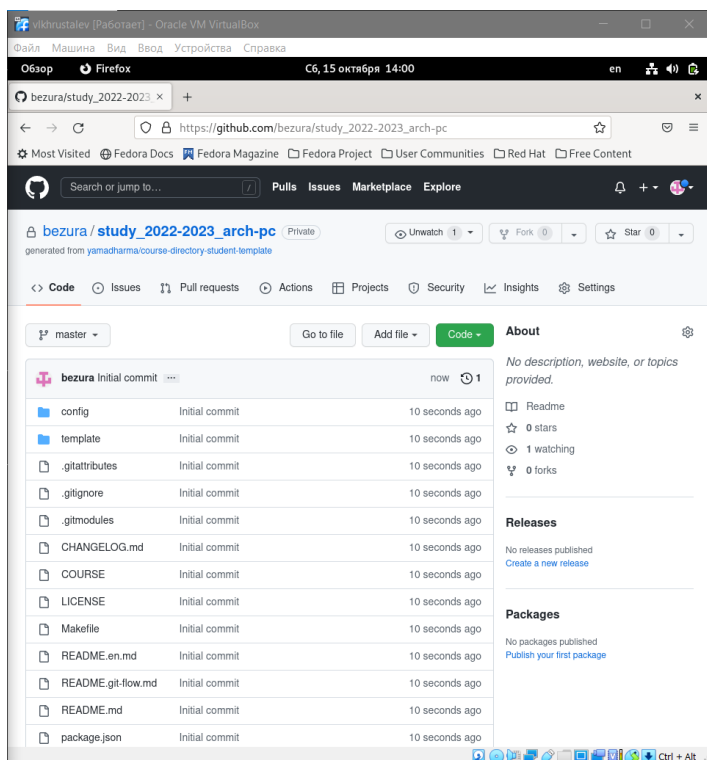 vlkhrustalev [Работает] - Oracle VM VirtualBox
Файл Машина Вид Ввод Устройства Справка
Обзор Firefox Сб, 15 октября 14:00 en
bezura/study_2022-2023_ × +
https://github.com/bezura/study_2022-2023_arch-pc
Most Visited Fedora Docs Fedora Magazine Fedora Project User Communities Red Hat Free Content
Search or jump to... / Pulls Issues Marketplace Explore
bezura / study_2022-2023_arch-pc Private Unwatch 1 Fork 0 Star 0
generated from yamadharma/course-directory-student-template
Code Issues Pull requests Actions Projects Security Insights Settings
master Go to file Add file Code
bezura Initial commit ... now 1
config Initial commit 10 seconds ago
template Initial commit 10 seconds ago
.gitattributes Initial commit 10 seconds ago
.gitignore Initial commit 10 seconds ago
.gitmodules Initial commit 10 seconds ago
CHANGELOG.md Initial commit 10 seconds ago
COURSE Initial commit 10 seconds ago
LICENSE Initial commit 10 seconds ago
Makefile Initial commit 10 seconds ago
README.en.md Initial commit 10 seconds ago
README.git-flow.md Initial commit 10 seconds ago
README.md Initial commit 10 seconds ago
package.json Initial commit 10 seconds ago
About
No description, website, or topics
provided.
Readme
0 stars
1 watching
0 forks
Releases
No releases published
Create a new release
Packages
No packages published
Publish your first package
Ctrl + Alt